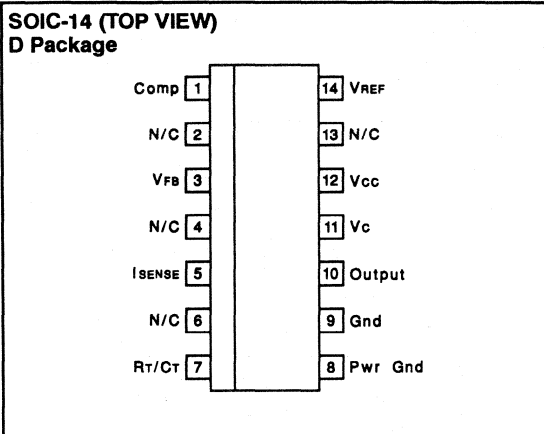 SOIC-14 (TOP VIEW)
D Package
Comp 1 14 VREF
N/C 2 13 N/C
VFB 3 12 Vcc
N/C 4 11 Vc
ISENSE 5 10 Output
N/C 6 9 Gnd
RT/CT 7 8 Pwr Gnd